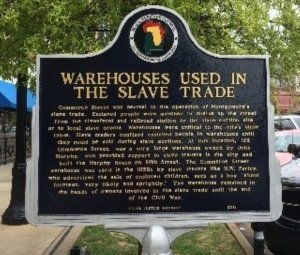 WAREHOUSES USED IN
THE SLAVE TRADE
Commerce Street was central to the operation of Montgomery's
slave trade. Enslaved people were marched up the street
from the riverfront and railroad station to the slave auction site
or to local slave depots. Warehouses were critical to the city's slave
trade. Slave traders confined enslaved people in warehouses until
they could be sold during slave auctions. At this location, 122
Commerce Street, was a very large warehouse owned by John
Murphy, who provided support to slave traders in the city and
built the Murphy House on Bibb Street. The Commerce Street
warehouse was used in the 1850s by slave traders like H.W. Farley
who advertised the sale of enslaved children, such as a boy "about
fourteen, very likely and sprightly." The warehouse remained in
the hands of owners involved in the slave trade until the end
of the Civil War.
EQUAL JUSTICE INITIATIVE